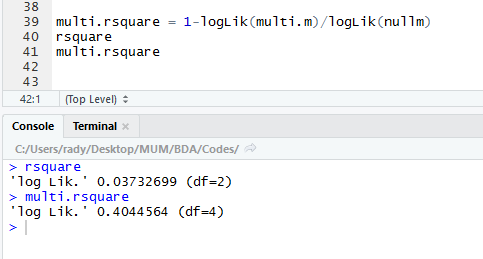 38
39 multi.rsquare = 1-logLik(multi.m)/logLik(nullm)
40 rsquare
41 multi.rsquare
42
43
42:1 (Top Level)
Console Terminal
C:/Users/rady/Desktop/MUM/BDA/Codes/
> rsquare
'log Lik.' 0.03732699 (df=2)
> multi.rsquare
'log Lik.' 0.4044564 (df=4)
>